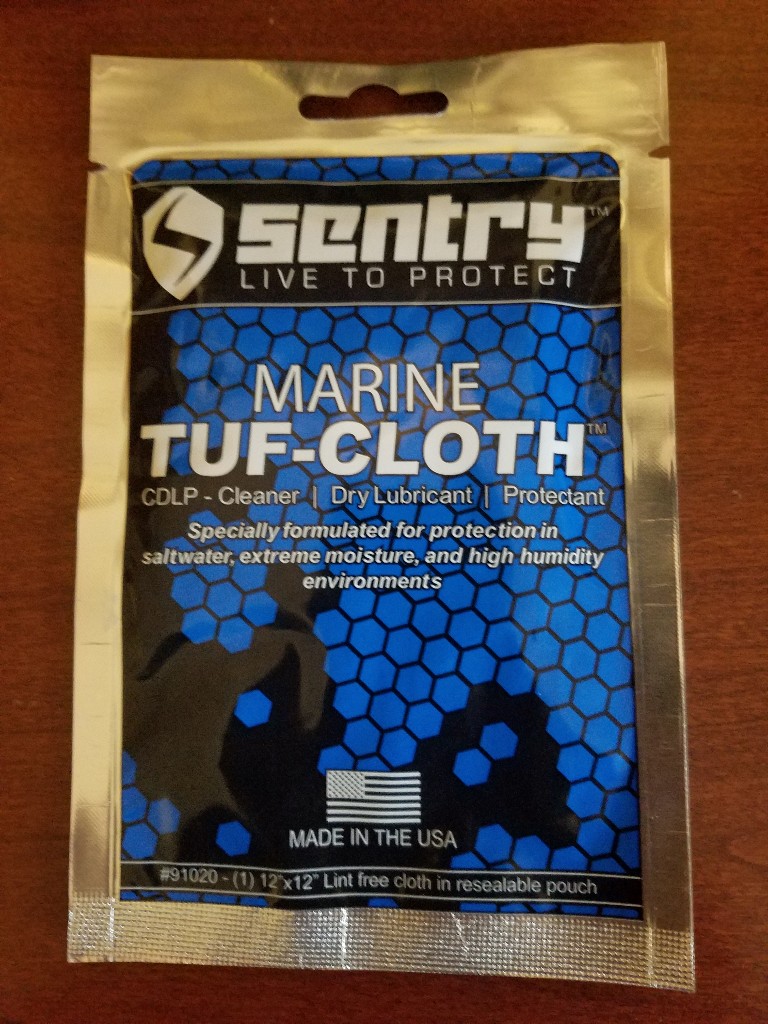 sentry™
LIVE TO PROTECT
MARINE
TUF-CLOTH™
CDLP - Cleaner | Dry Lubricant | Protectant
Specially formulated for protection in
saltwater, extreme moisture, and high humidity
environments
MADE IN THE USA
#91020 - (1) 12"x12" Lint free cloth in resealable pouch